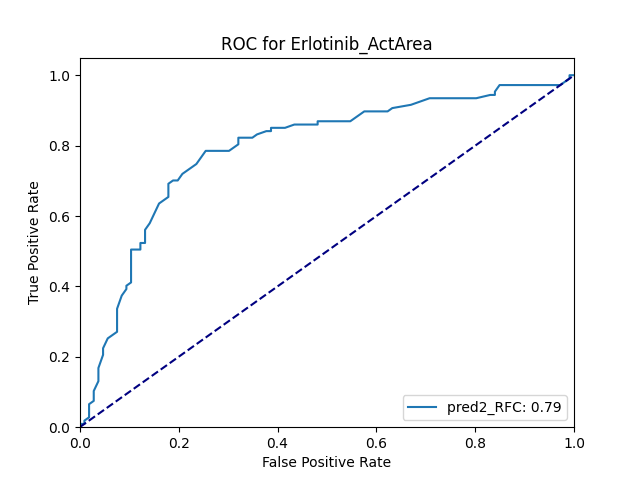 ROC for Erlotinib_ActArea
True Positive Rate
1.0
0.8
0.6
0.4
0.2
0.0
pred2_RFC: 0.79
0.0 0.2 0.4 0.6 0.8 1.0
False Positive Rate